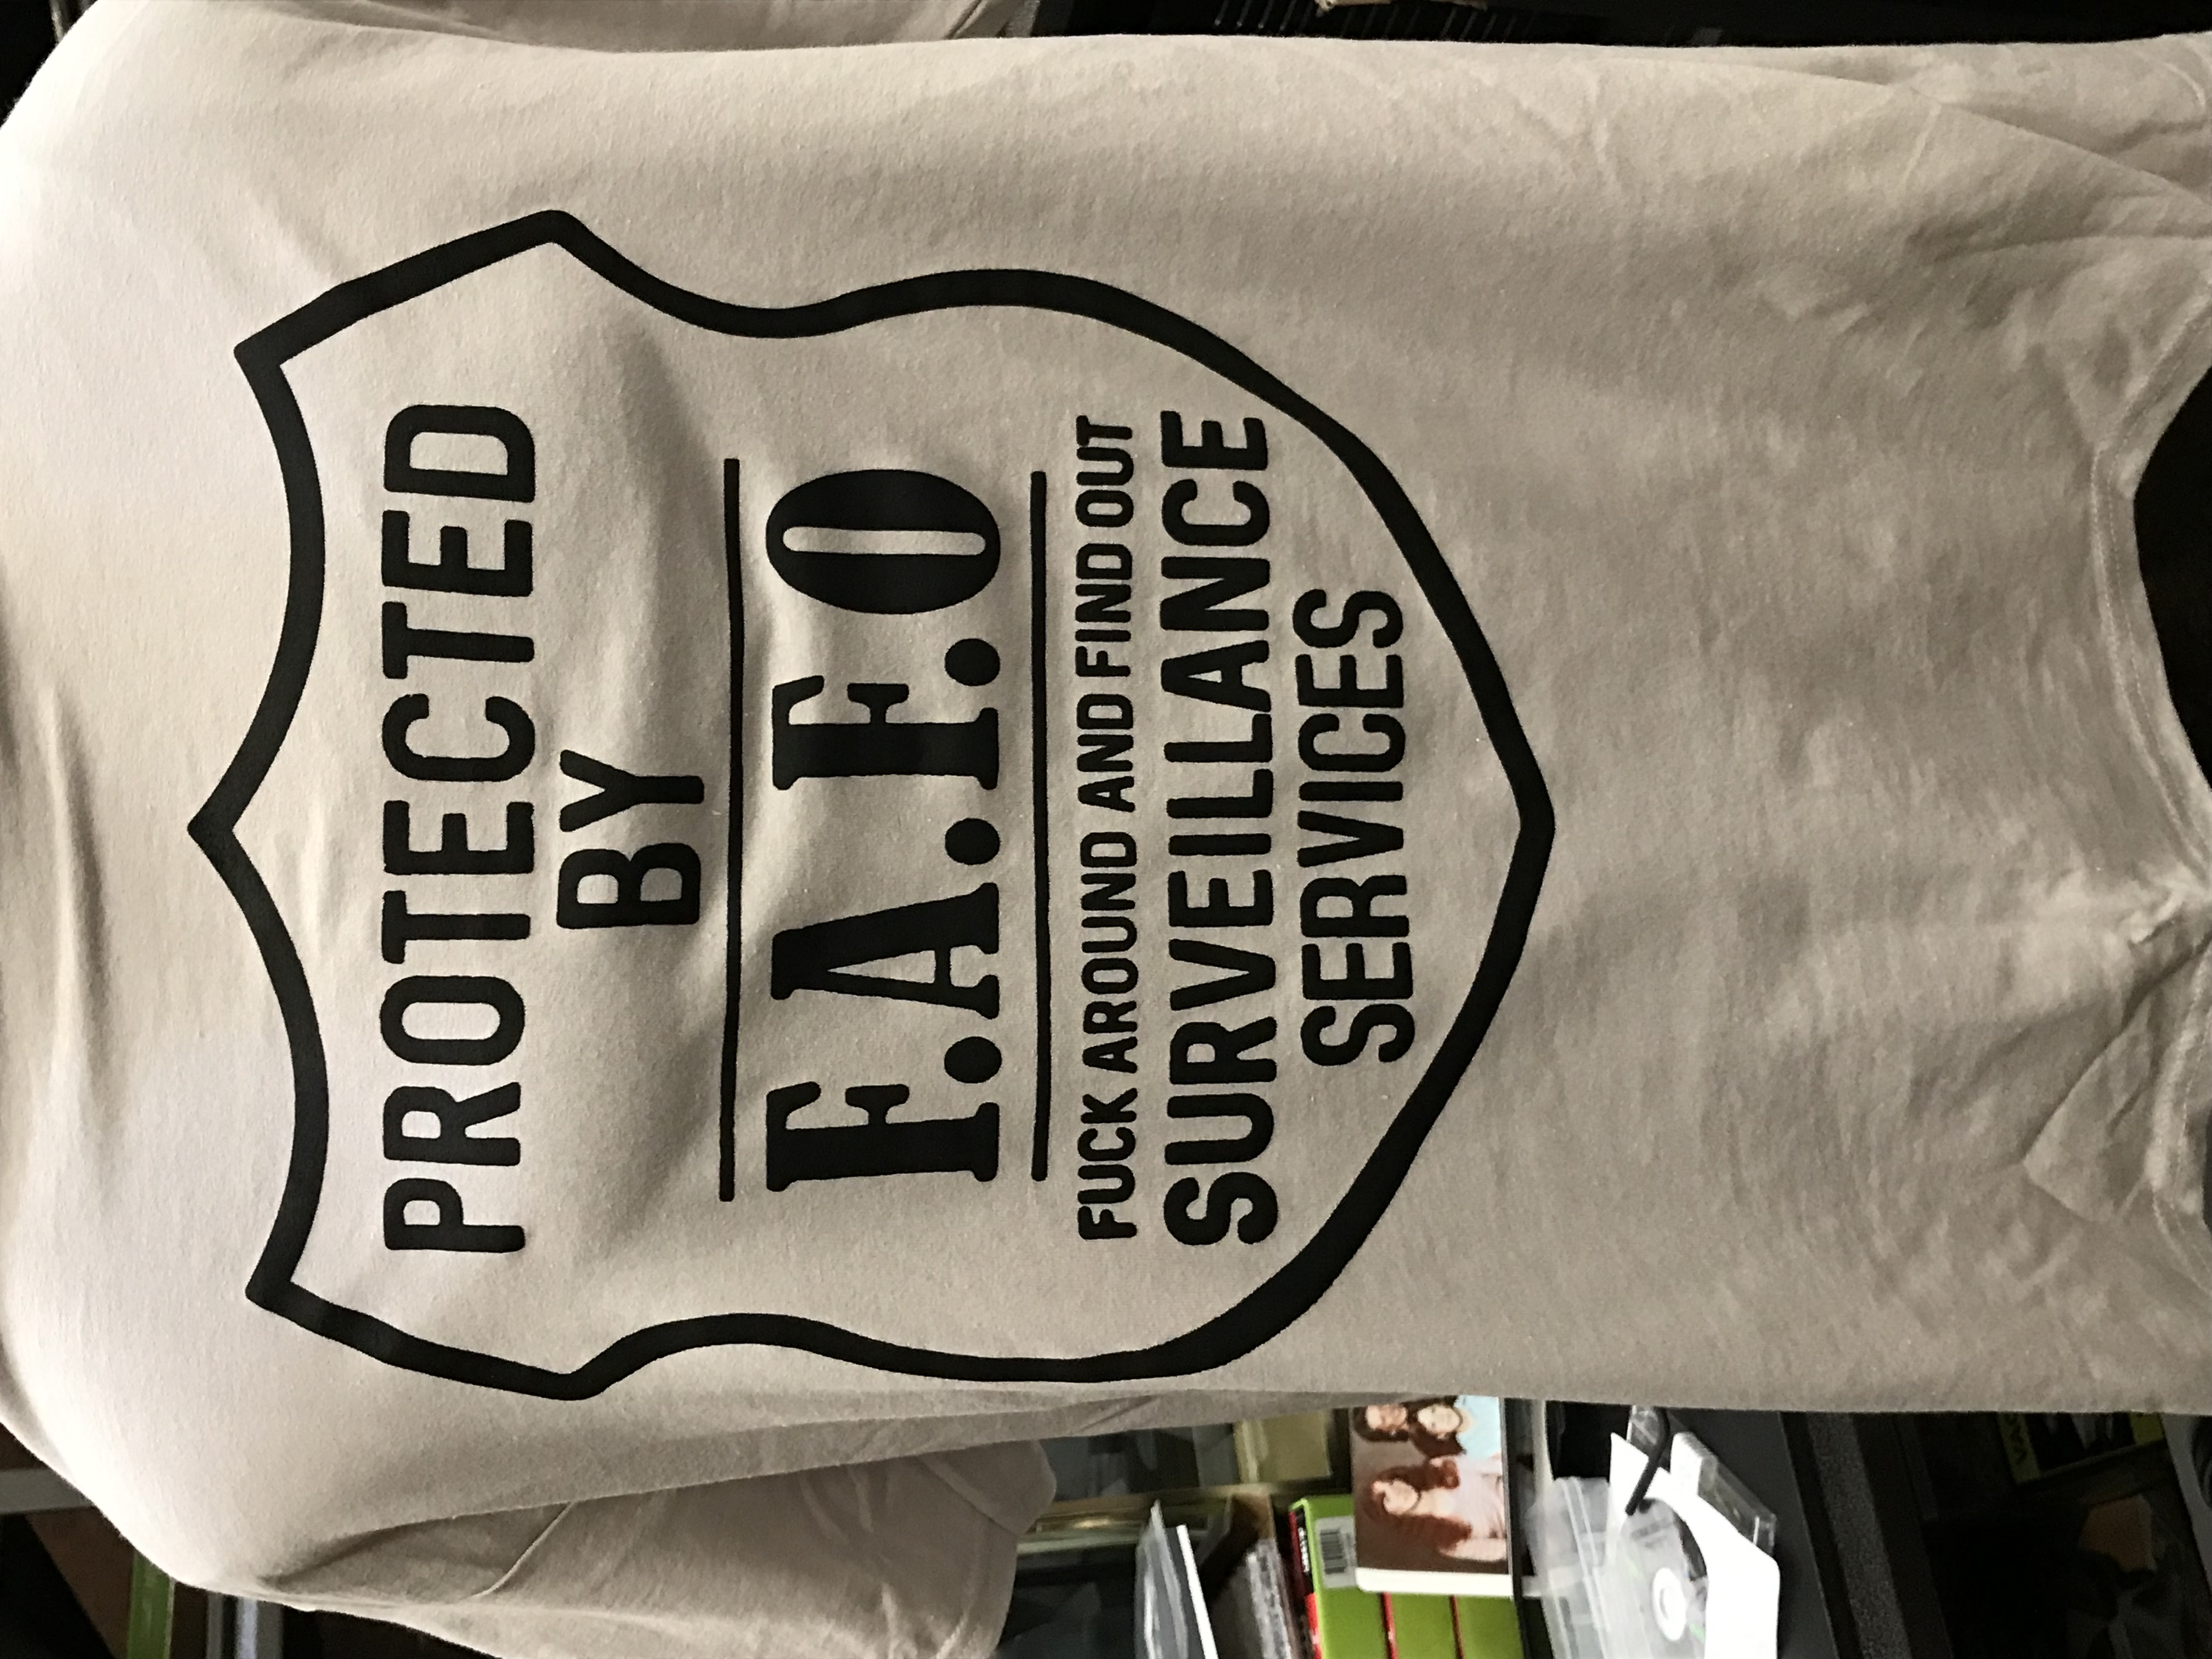 PROTECTED
BY
F.A.F.O
FUCK AROUND AND FIND OUT
SURVEILLANCE
SERVICES